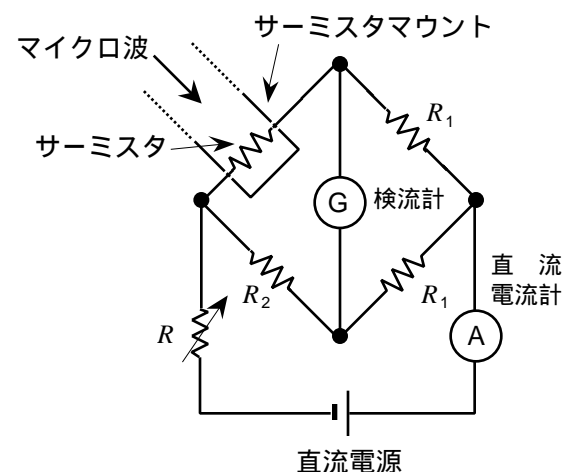 サーミスタマウント
マイクロ波
R1
サーミスタ
G 検流計
直 流
電流計
R2
R1
R
A
直流電源